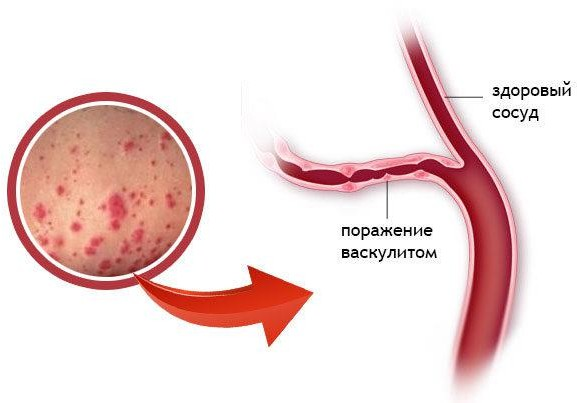 здоровый
сосуд
поражение
васкулитом